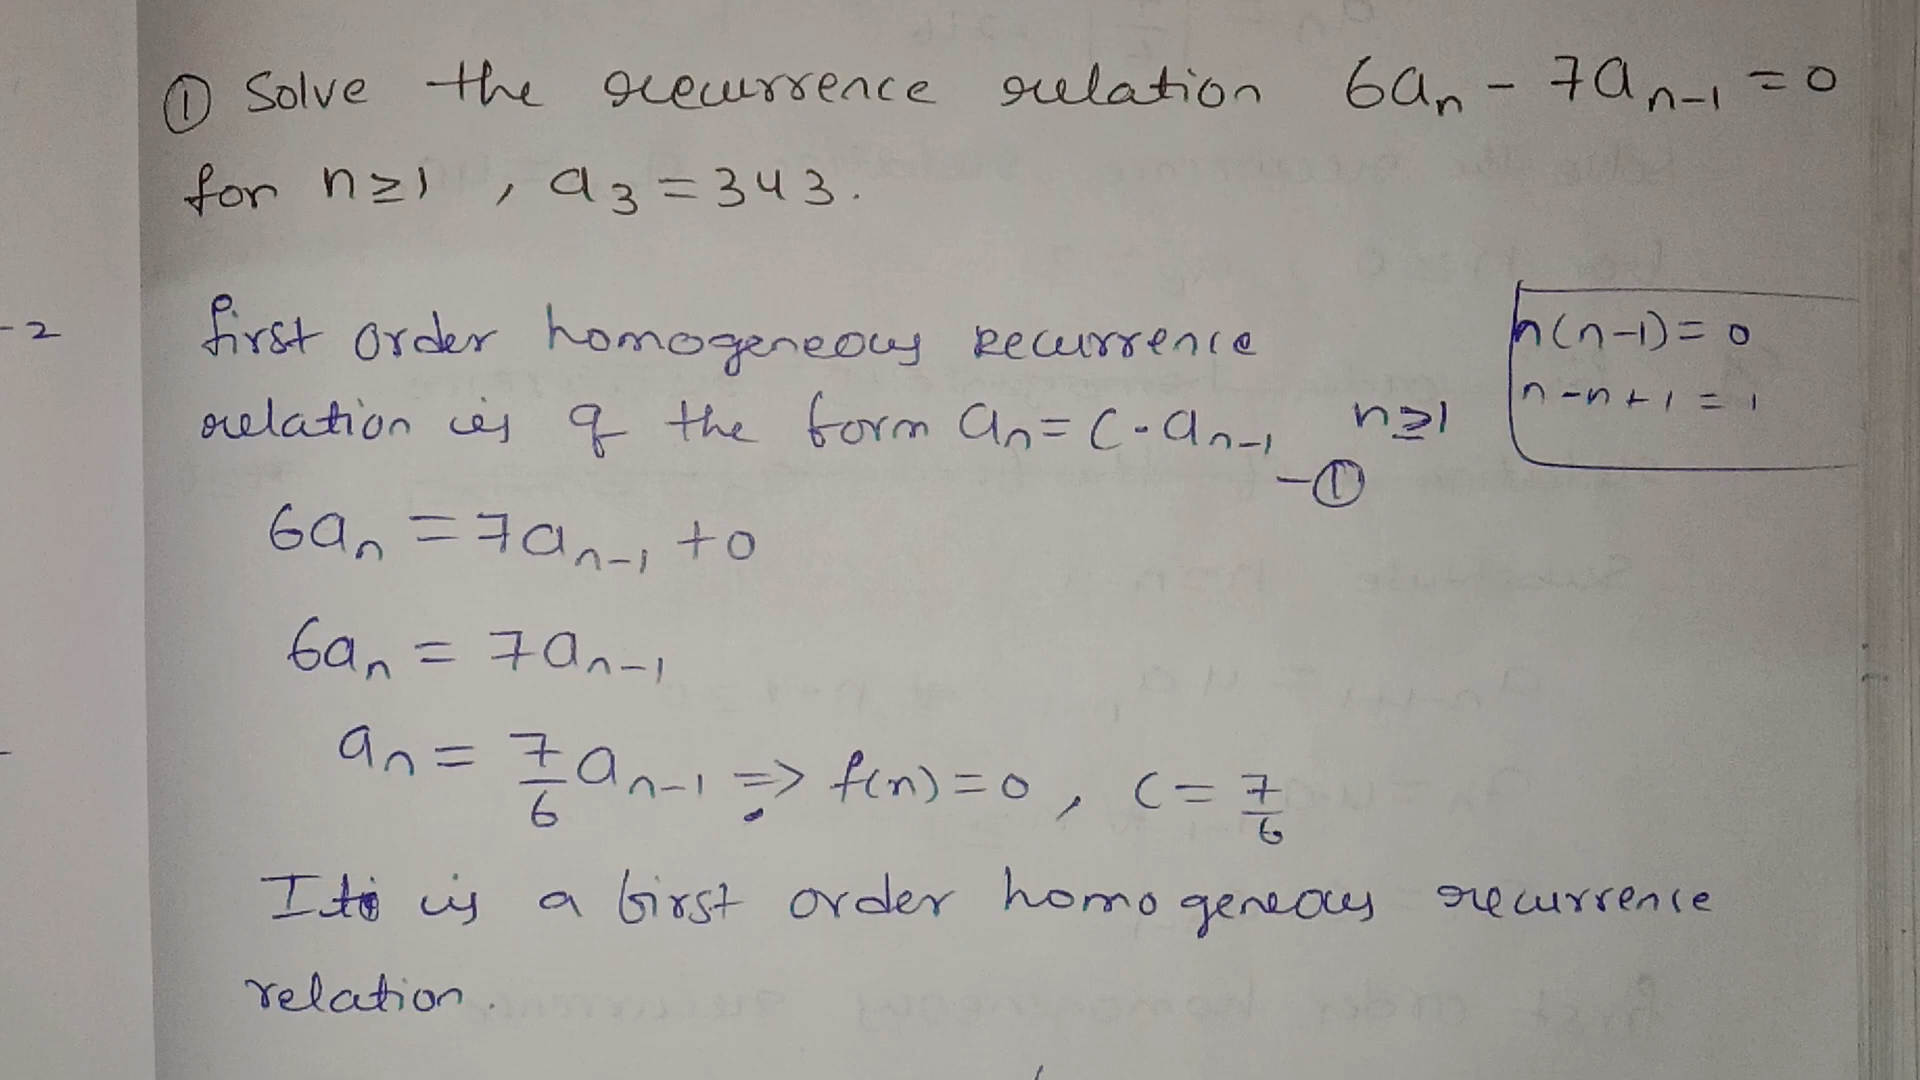 ① Solve the recurrence relation 6aₙ - 7aₙ₋₁ = 0
for n≥1 , a₃ = 343.
-2
first order homogeneous recurrence
relation is of the form aₙ = C·aₙ₋₁ n≥1
-①
n(n-1)= 0
n-n+1 = 1
6aₙ = 7aₙ₋₁ +0
6aₙ = 7aₙ₋₁
aₙ = 7/6 aₙ₋₁ => f(n) = 0 , C = 7/6
It is a first order homogeneous recurrence
relation.